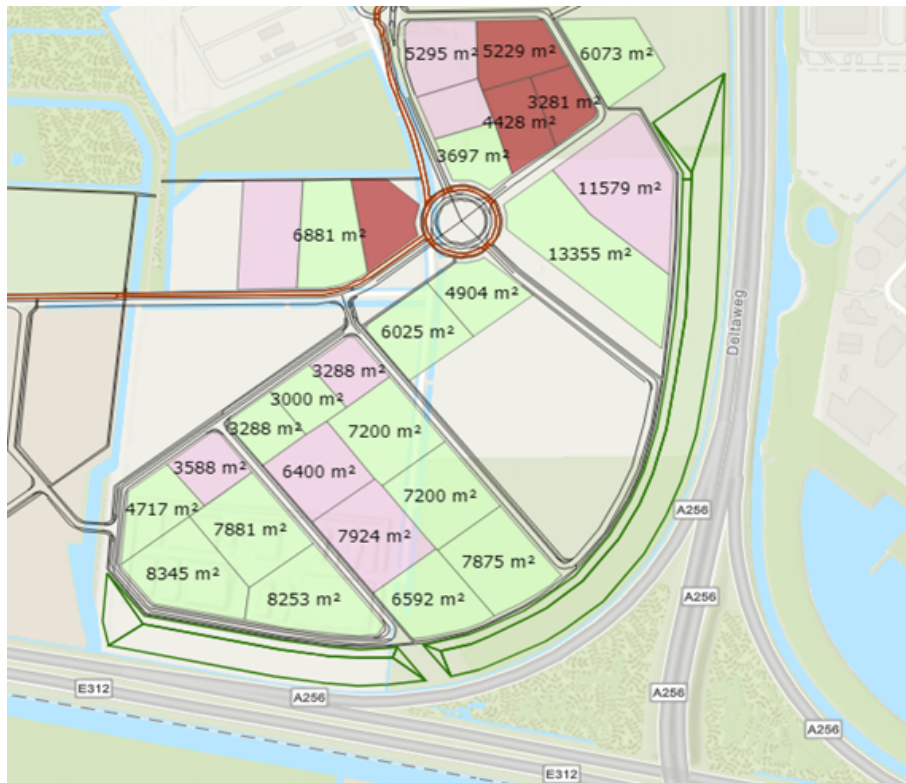 5295 m²
5229 m²
6073 m²
3281 m²
4428 m²
3697 m²
11579 m²
6881 m²
13355 m²
4904 m²
Deltaweg
6025 m²
3288 m²
3000 m²
3288 m²
7200 m²
3588 m²
6400 m²
7200 m²
4717 m²
A256
7881 m²
7924 m²
7875 m²
8345 m²
A256
8253 m²
6592 m²
E312
A256
A256
A256
E312